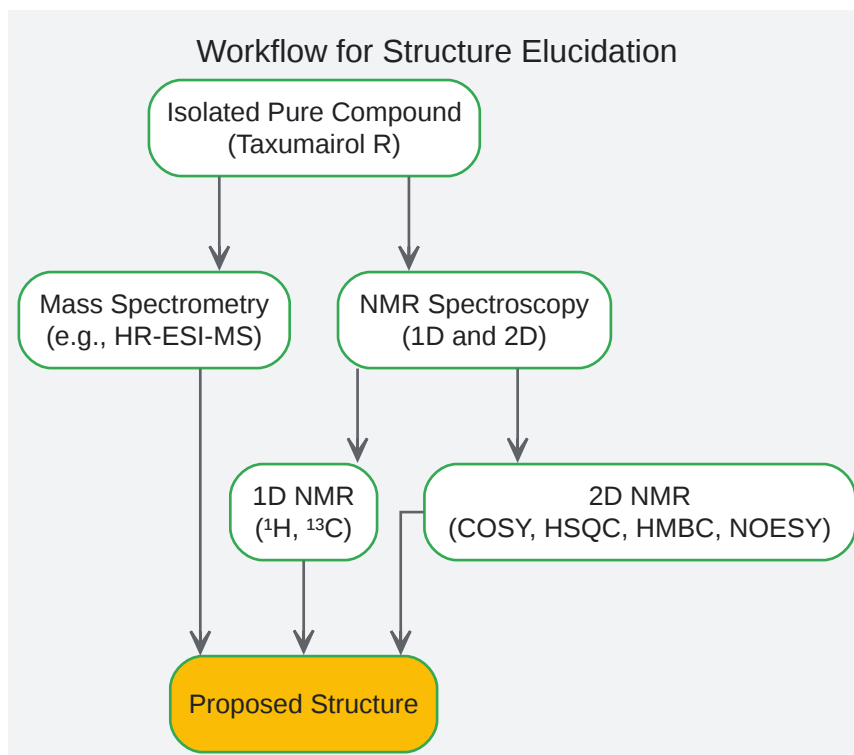 Workflow for Structure Elucidation
Isolated Pure Compound
(Taxumairol R)
Mass Spectrometry
(e.g., HR-ESI-MS)
NMR Spectroscopy
(1D and 2D)
1D NMR
(¹H, ¹³C)
2D NMR
(COSY, HSQC, HMBC, NOESY)
Proposed Structure